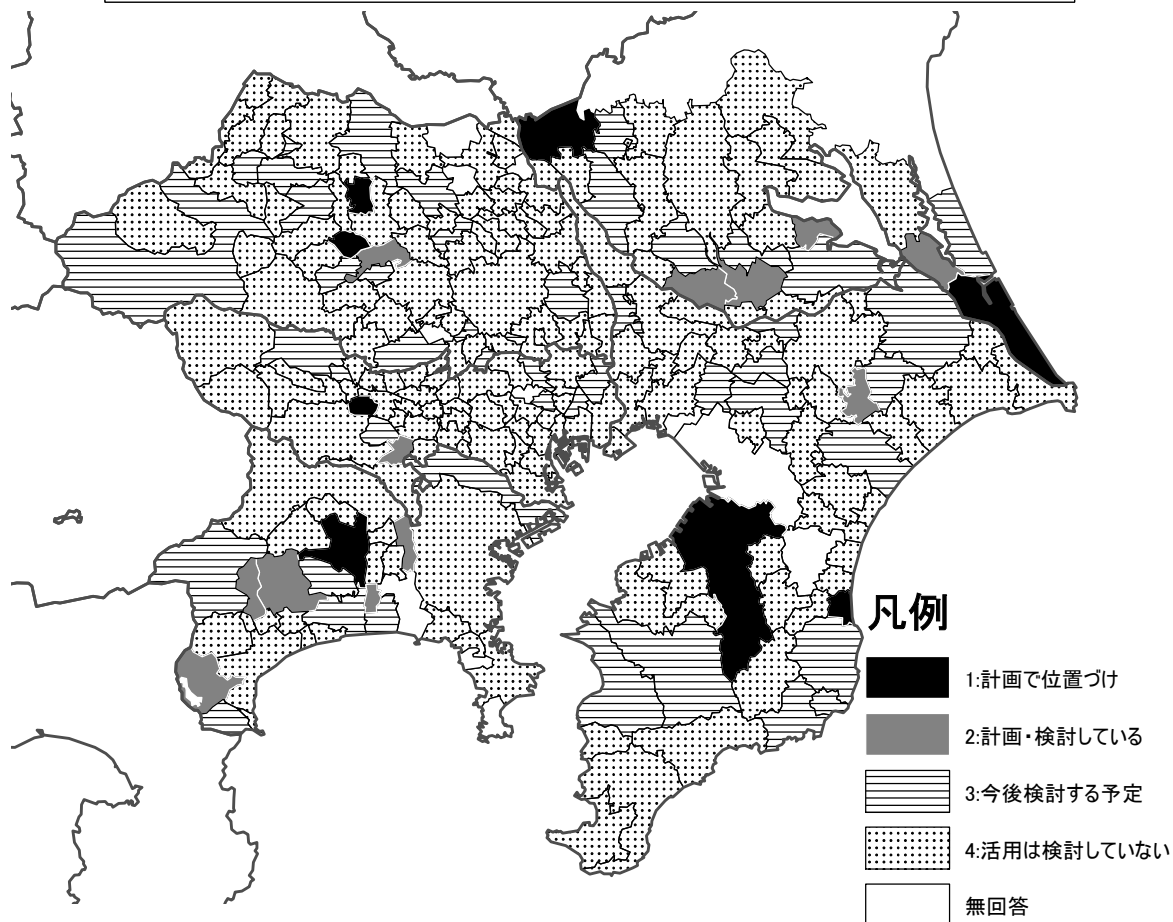 凡例
1:計画で位置づけ
2:計画・検討している
3:今後検討する予定
4:活用は検討していない
無回答